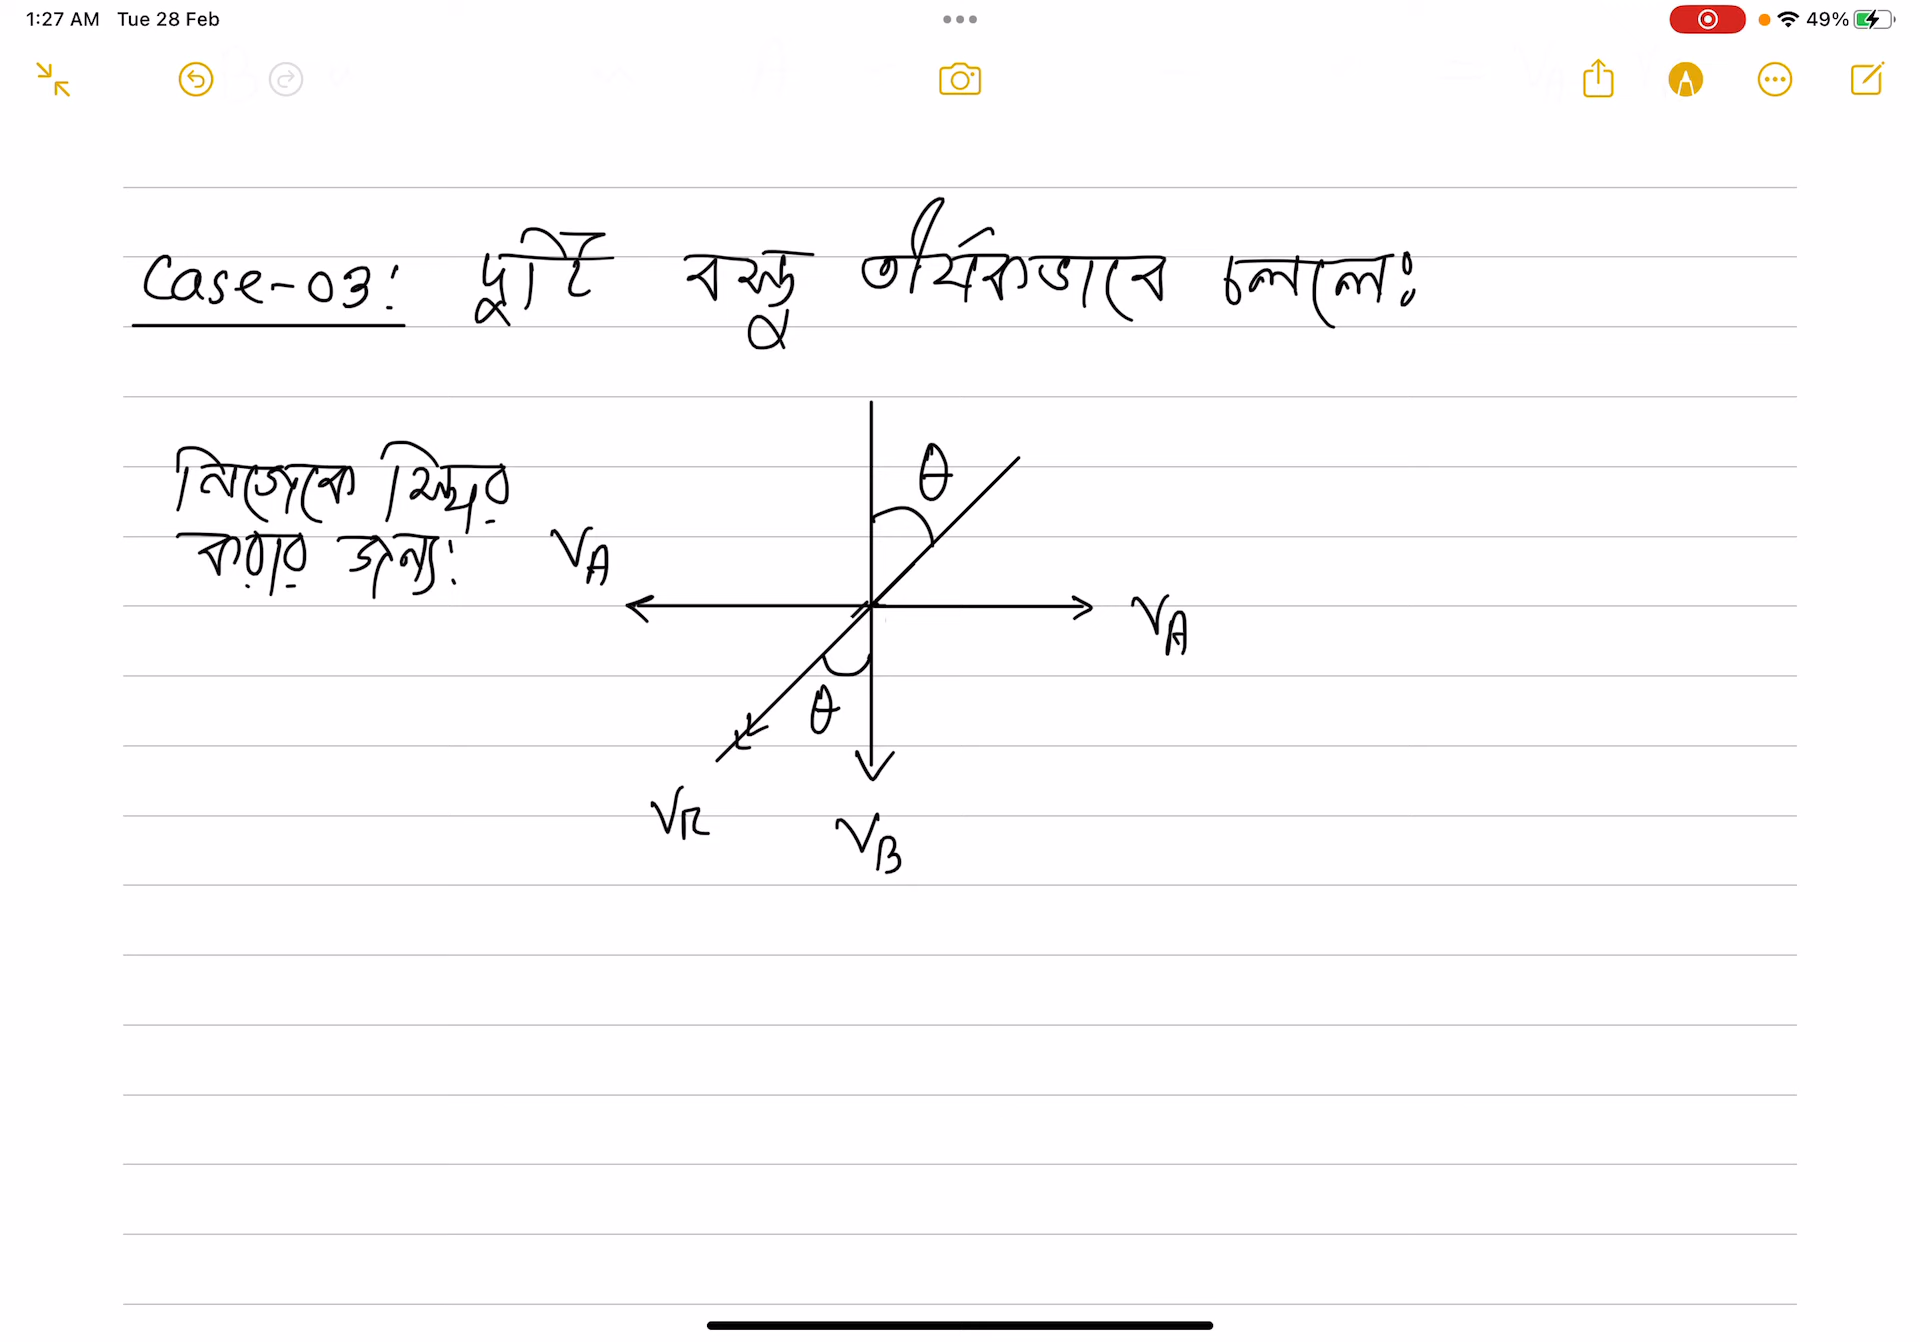 1:27 AM Tue 28 Feb
49%
Case-03: দুটি বস্তু তীর্যকভাবে চললেঃ
নিজেকে স্থির
করার জন্য:
VA
θ
VA
θ
VR
VB